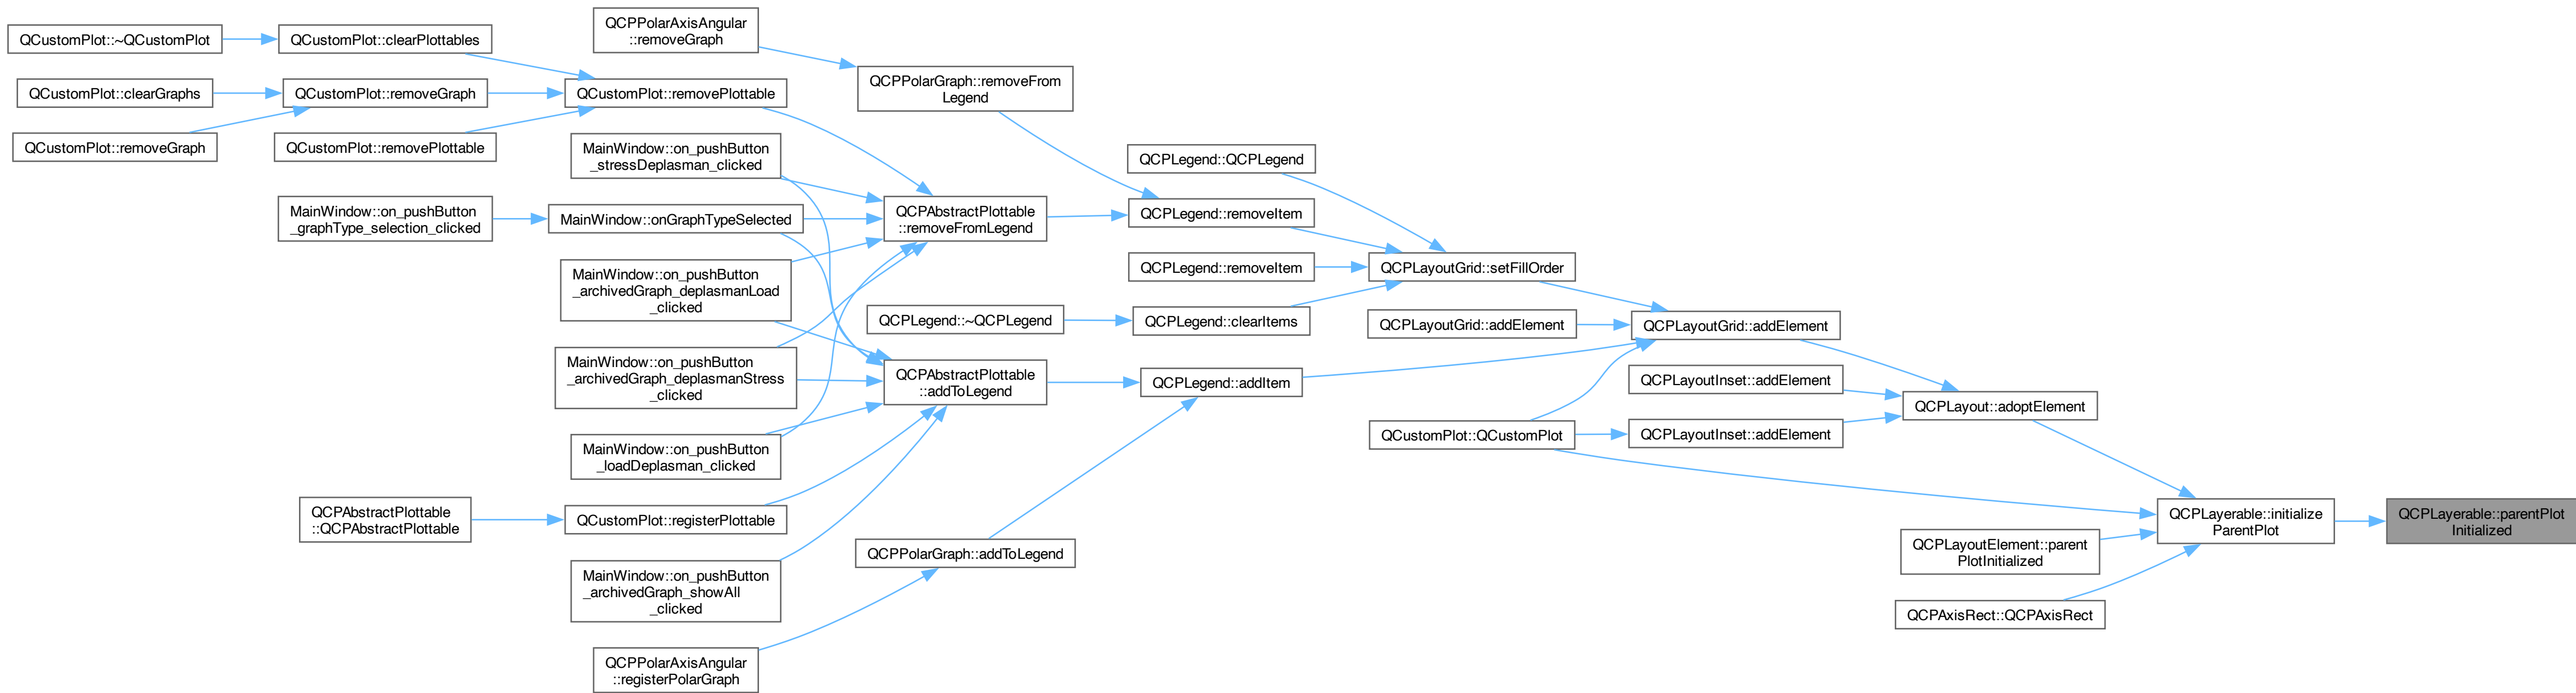 QCustomPlot::~QCustomPlot
QCustomPlot::clearGraphs
QCustomPlot::removeGraph
QCustomPlot::clearPlottables
QCustomPlot::removeGraph
QCustomPlot::removePlottable
MainWindow::on_pushButton
_graphType_selection_clicked
QCPAbstractPlottable
::QCPAbstractPlottable
QCPPolarAxisAngular
::removeGraph
QCustomPlot::removePlottable
MainWindow::on_pushButton
_stressDeplasman_clicked
MainWindow::onGraphTypeSelected
MainWindow::on_pushButton
_archivedGraph_deplasmanLoad
_clicked
MainWindow::on_pushButton
_archivedGraph_deplasmanStress
_clicked
MainWindow::on_pushButton
_loadDeplasman_clicked
QCustomPlot::registerPlottable
MainWindow::on_pushButton
_archivedGraph_showAll
_clicked
QCPPolarAxisAngular
::registerPolarGraph
QCPPolarGraph::removeFrom
Legend
QCPAbstractPlottable
::removeFromLegend
QCPLegend::~QCPLegend
QCPAbstractPlottable
::addToLegend
QCPPolarGraph::addToLegend
QCPLegend::QCPLegend
QCPLegend::removeItem
QCPLegend::removeItem
QCPLegend::clearItems
QCPLegend::addItem
QCPLayoutGrid::setFillOrder
QCPLayoutGrid::addElement
QCustomPlot::QCustomPlot
QCPLayoutGrid::addElement
QCPLayoutInset::addElement
QCPLayoutInset::addElement
QCPLayout::adoptElement
QCPLayoutElement::parent
PlotInitialized
QCPAxisRect::QCPAxisRect
QCPLayerable::initialize
ParentPlot
QCPLayerable::parentPlot
Initialized